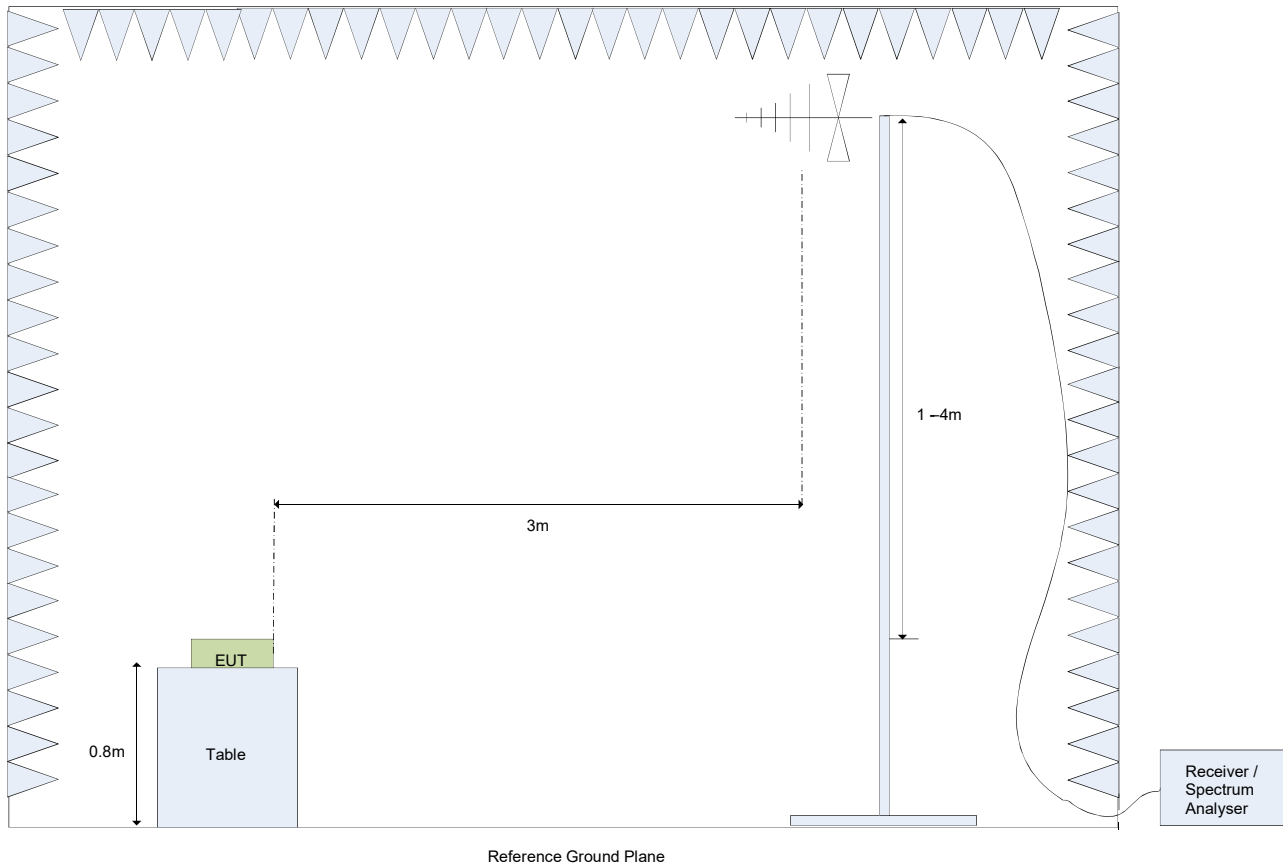 1 –4m
3m
EUT
0.8m
Table
Receiver /
Spectrum
Analyser
Reference Ground Plane